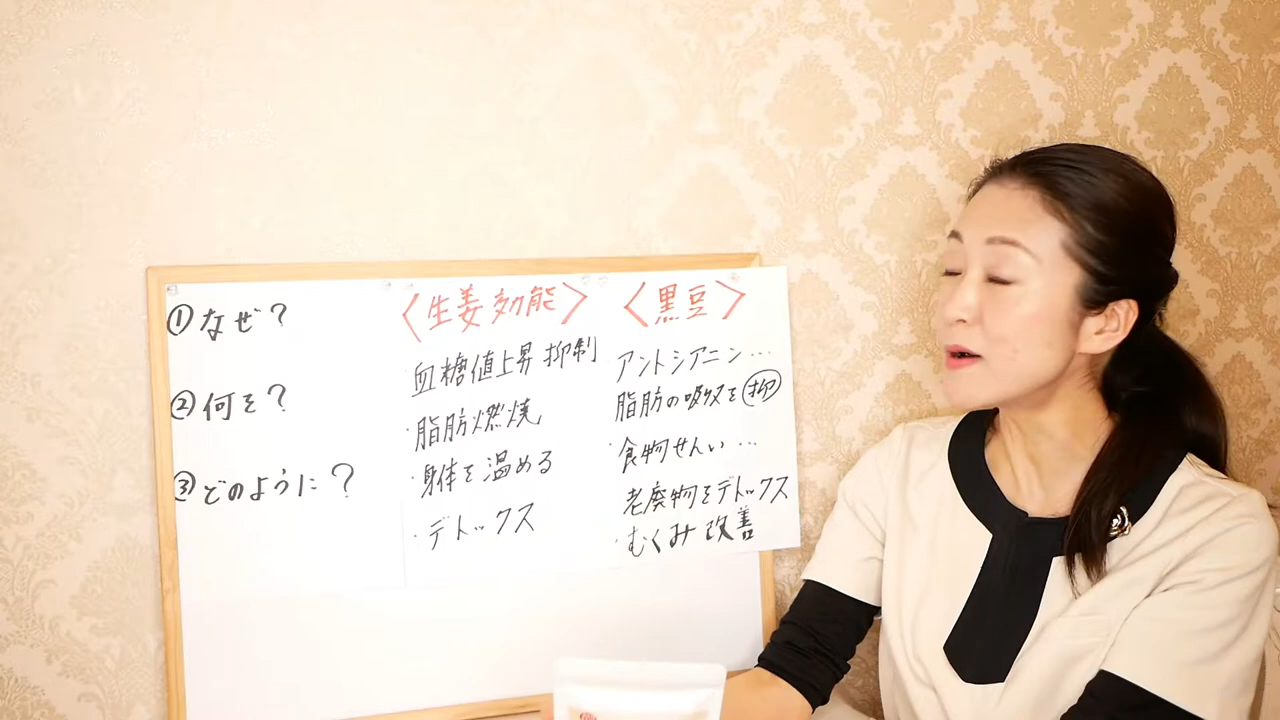 ①なぜ?
②何を?
③どのように?
〈生姜効能〉
・血糖値上昇抑制
・脂肪燃焼
・身体を温める
・デトックス
〈黒豆〉
・アントシアニン…
脂肪の吸収を抑
・食物せんい…
老廃物をデトックス
・むくみ改善